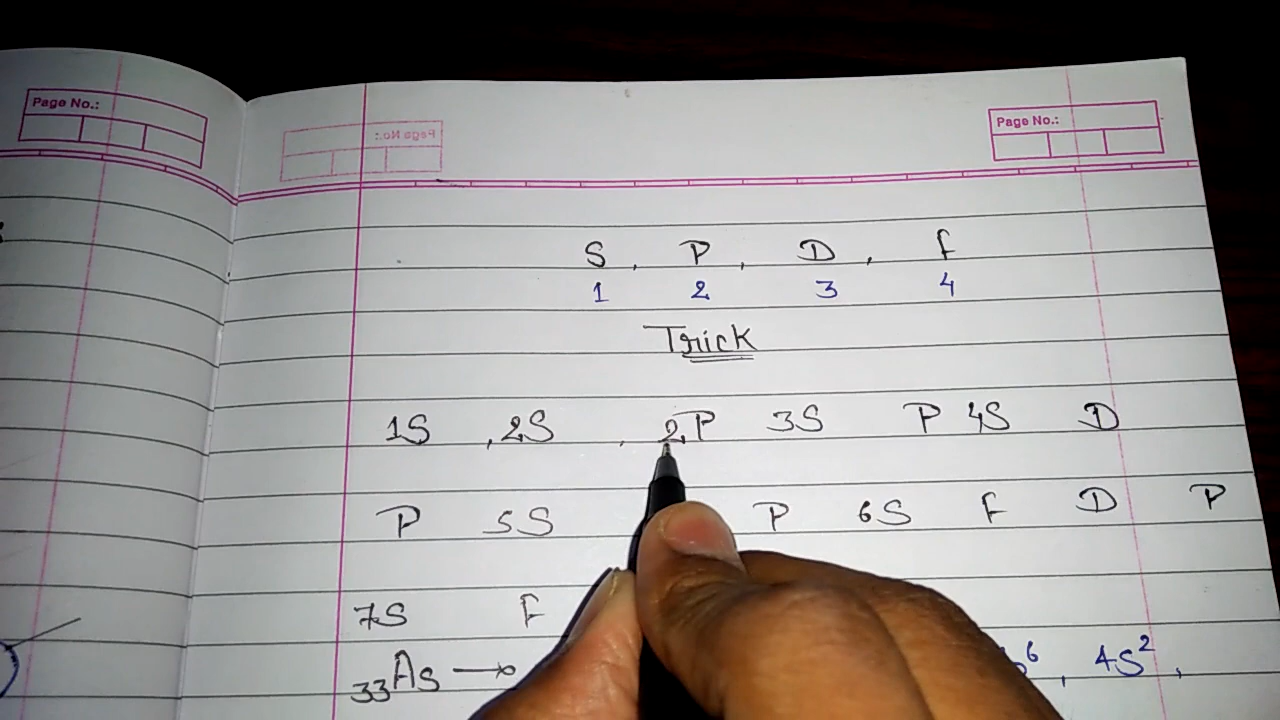 Page No.:
Page No.:
Page No.:
S , P , D , f
1 2 3 4
Trick
1S , 2S , 2P 3S P 4S D
P 5S P 6S F D P
7S F
33As → 6 , 4S2 ,